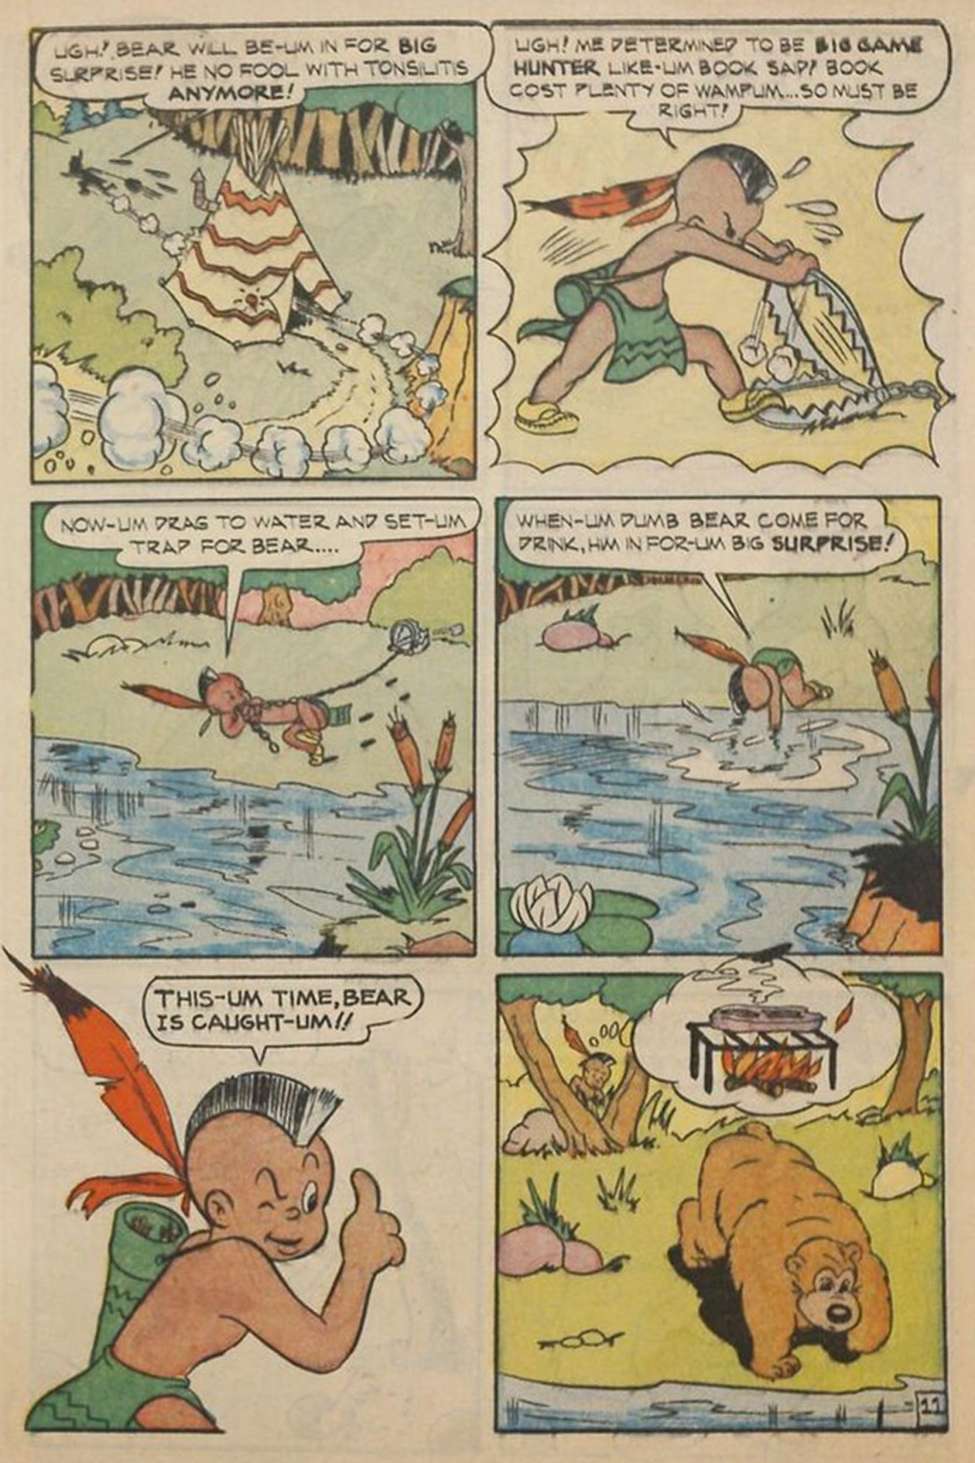 UGH! BEAR WILL BE-UM IN FOR BIG
SURPRISE! HE NO FOOL WITH TONSILITIS
ANYMORE!
UGH! ME DETERMINED TO BE BIG GAME
HUNTER LIKE-UM BOOK SAP! BOOK
COST PLENTY OF WAMPUM...SO MUST BE
RIGHT!
NOW-UM DRAG TO WATER AND SET-UM
TRAP FOR BEAR....
WHEN-UM DUMB BEAR COME FOR
DRINK, HIM IN FOR-UM BIG SURPRISE!
THIS-UM TIME, BEAR
IS CAUGHT-UM!!
11